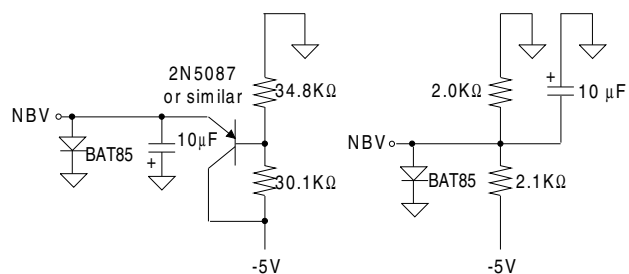 2N5087
or similar
34.8KΩ
NBV
10µF
+
BAT85
30.1KΩ
-5V
2.0KΩ
+
10 µF
NBV
BAT85
2.1KΩ
-5V